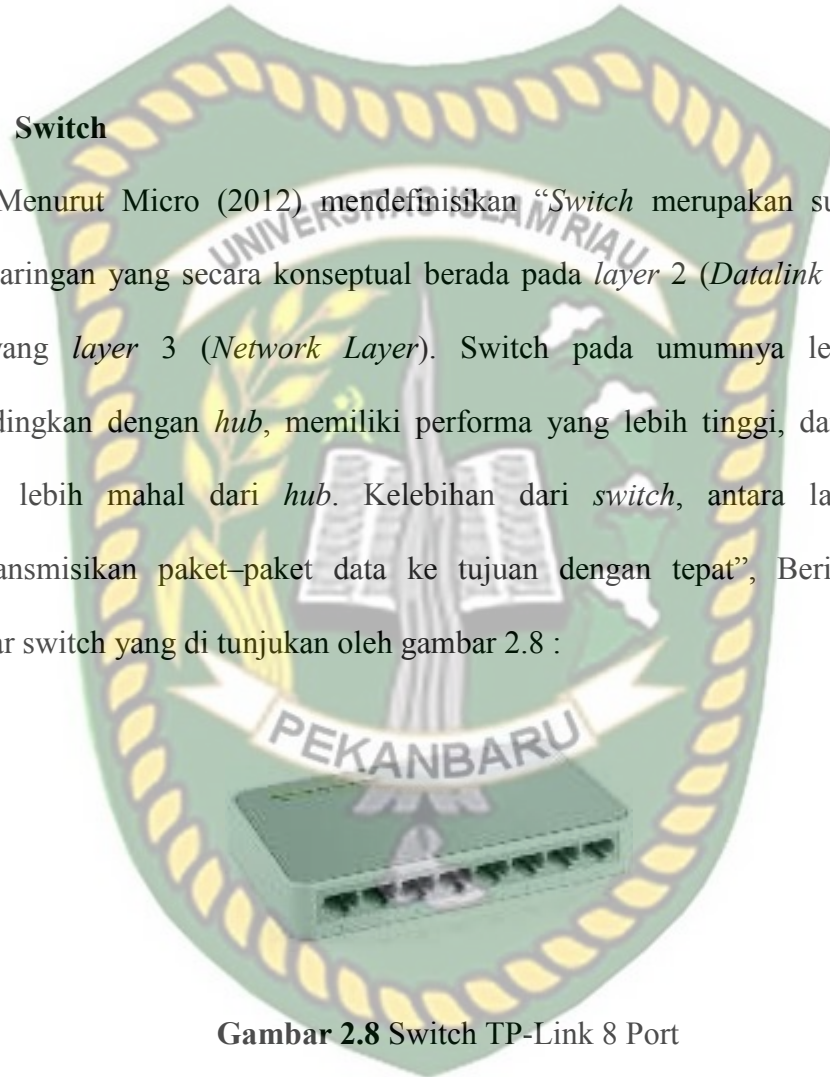 Switch
Menurut Micro (2012) mendefinisikan “Switch merupakan su
aringan yang secara konseptual berada pada layer 2 (Datalink
yang layer 3 (Network Layer). Switch pada umumnya le
dingkan dengan hub, memiliki performa yang lebih tinggi, da
lebih mahal dari hub. Kelebihan dari switch, antara la
ansmisikan paket–paket data ke tujuan dengan tepat”, Beri
ar switch yang di tunjukan oleh gambar 2.8 :
UNIVERSITAS ISLAM RIAU
PEKANBARU
Gambar 2.8 Switch TP-Link 8 Port